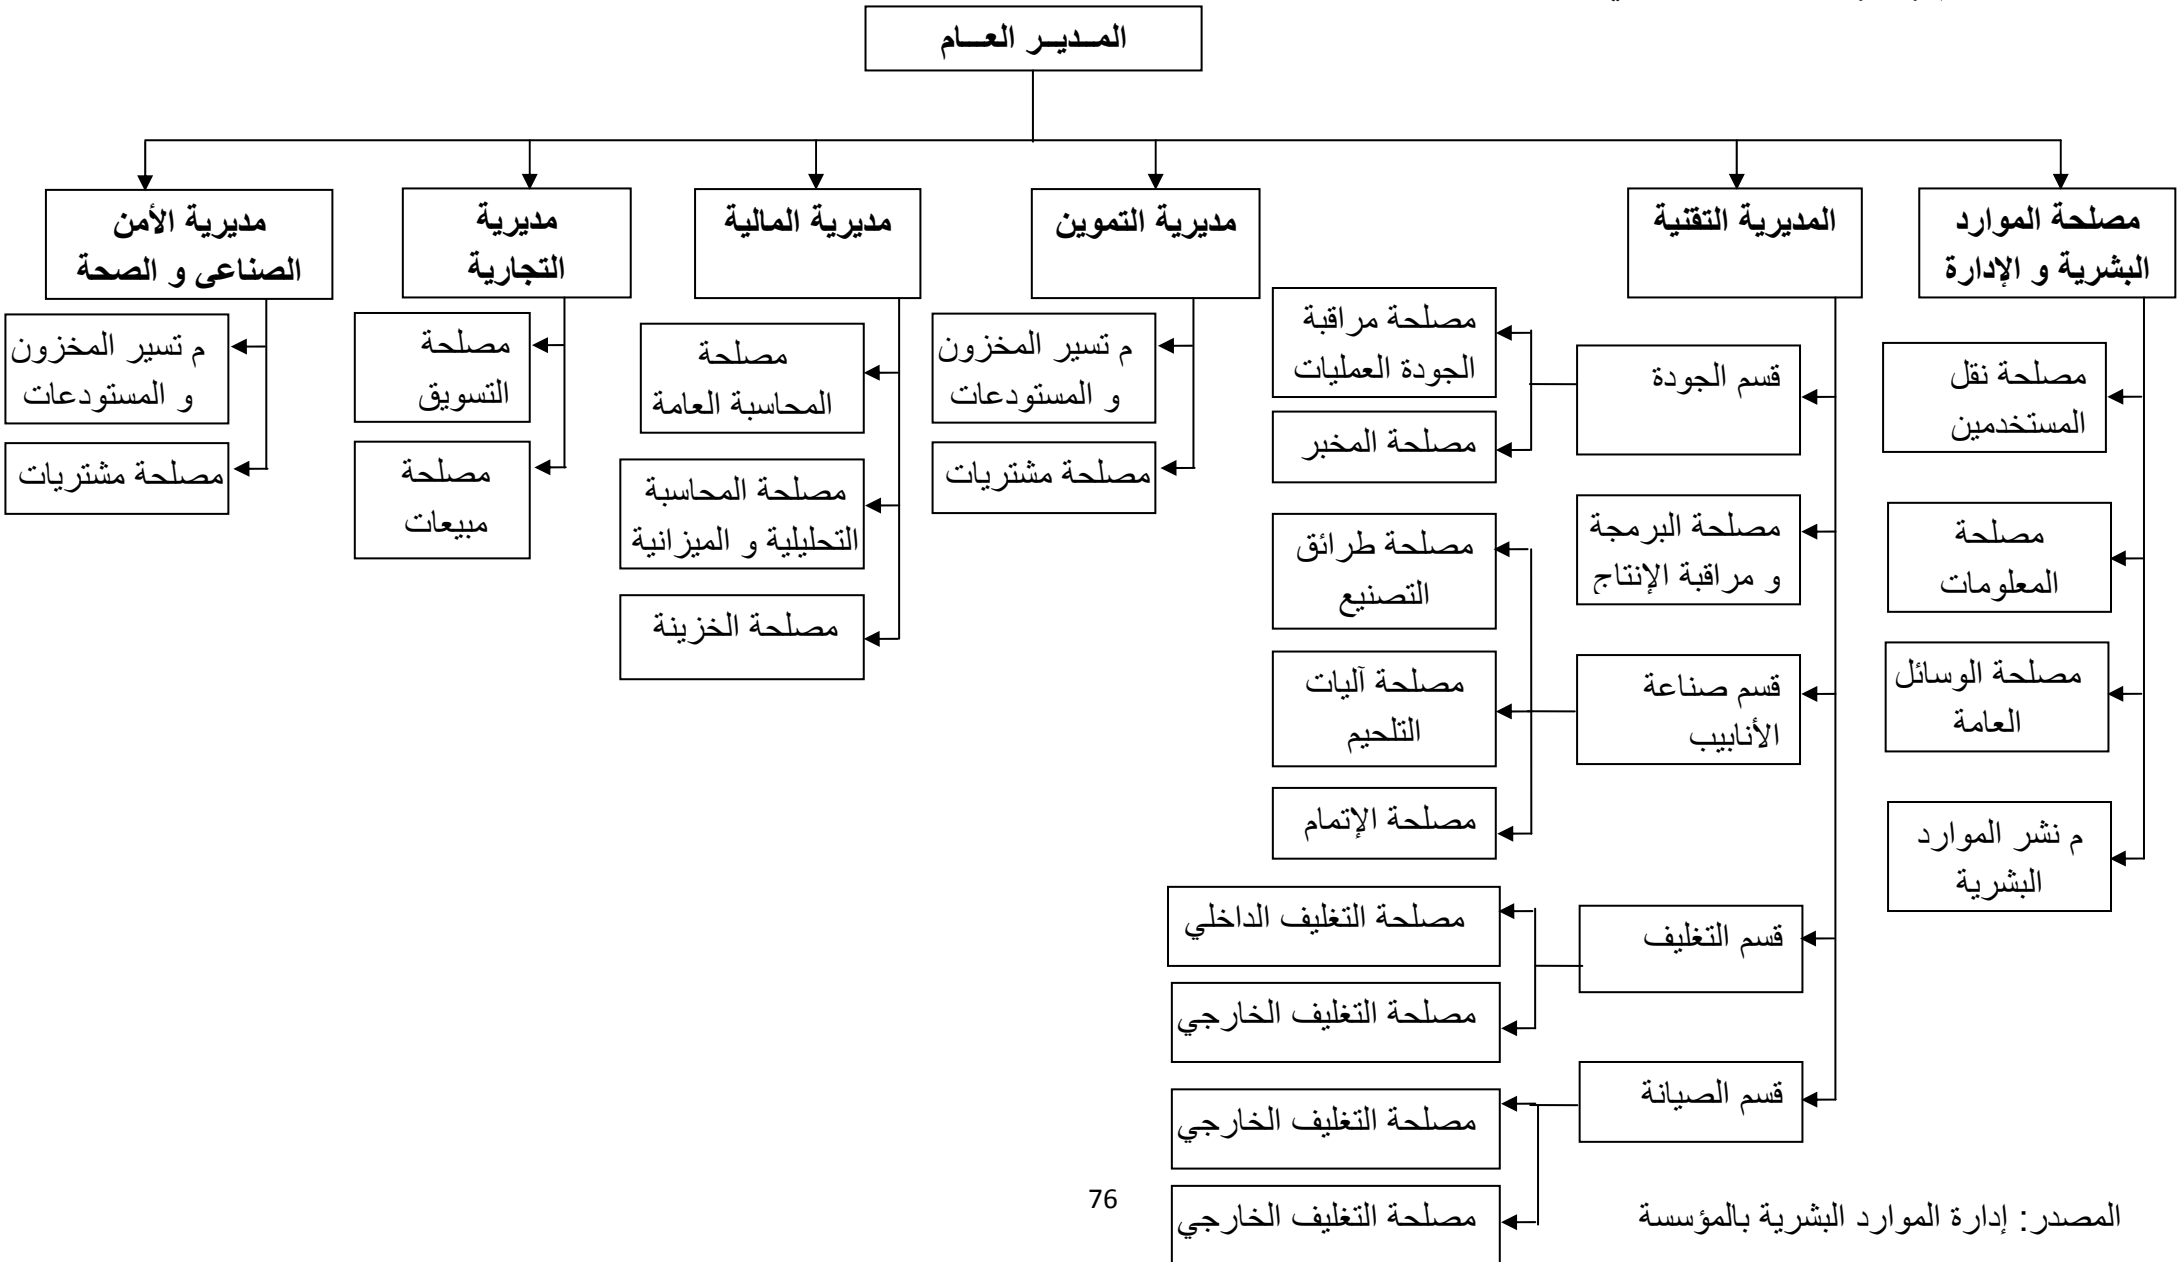 المــديــر العـــام
مصلحة الموارد
البشرية و الإدارة
المديرية التقنية
مديرية التموين
مديرية المالية
مديرية
التجارية
مديرية الأمن
الصناعى و الصحة
مصلحة نقل
المستخدمين
مصلحة
المعلومات
مصلحة الوسائل
العامة
م نشر الموارد
البشرية
قسم الجودة
مصلحة مراقبة
الجودة العمليات
مصلحة المخبر
مصلحة البرمجة
و مراقبة الإنتاج
قسم صناعة
الأنابيب
مصلحة طرائق
التصنيع
مصلحة آليات
التلحيم
مصلحة الإتمام
قسم التغليف
مصلحة التغليف الداخلي
مصلحة التغليف الخارجي
قسم الصيانة
مصلحة التغليف الخارجي
مصلحة التغليف الخارجي
م تسير المخزون
و المستودعات
مصلحة مشتريات
مصلحة
المحاسبة العامة
مصلحة المحاسبة
التحليلية و الميزانية
مصلحة الخزينة
مصلحة
التسويق
مصلحة
مبيعات
م تسير المخزون
و المستودعات
مصلحة مشتريات
المصدر: إدارة الموارد البشرية بالمؤسسة
76